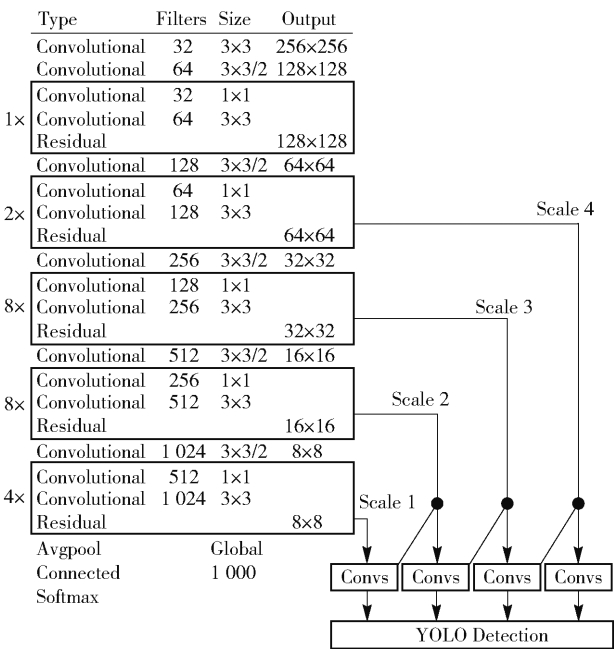 Type Filters Size Output
Convolutional 32 3×3 256×256
Convolutional 64 3×3/2 128×128
Convolutional 32 1×1
1× Convolutional 64 3×3
Residual 128×128
Convolutional 128 3×3/2 64×64
Convolutional 64 1×1
2× Convolutional 128 3×3
Residual 64×64
Scale 4
Convolutional 256 3×3/2 32×32
Convolutional 128 1×1
8× Convolutional 256 3×3
Residual 32×32
Scale 3
Convolutional 512 3×3/2 16×16
Convolutional 256 1×1
8× Convolutional 512 3×3
Residual 16×16
Scale 2
Convolutional 1 024 3×3/2 8×8
Convolutional 512 1×1
4× Convolutional 1 024 3×3
Residual 8×8
Scale 1
Avgpool Global
Connected 1 000
Softmax
Convs Convs Convs Convs
YOLO Detection